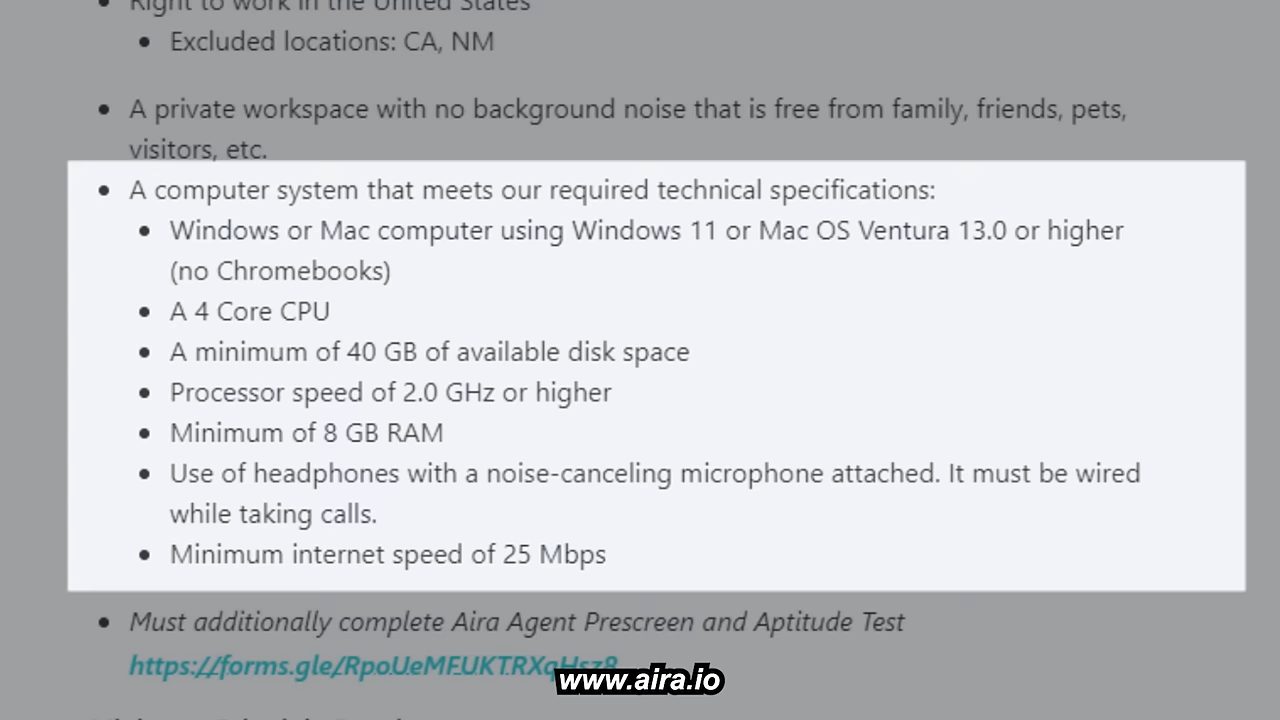 Right to work in the United States
Excluded locations: CA, NM
A private workspace with no background noise that is free from family, friends, pets,
visitors, etc.
A computer system that meets our required technical specifications:
Windows or Mac computer using Windows 11 or Mac OS Ventura 13.0 or higher
(no Chromebooks)
A 4 Core CPU
A minimum of 40 GB of available disk space
Processor speed of 2.0 GHz or higher
Minimum of 8 GB RAM
Use of headphones with a noise-canceling microphone attached. It must be wired
while taking calls.
Minimum internet speed of 25 Mbps
Must additionally complete Aira Agent Prescreen and Aptitude Test
https://forms.gle/RpoUeMFUKTRXqHsz8
www.aira.io